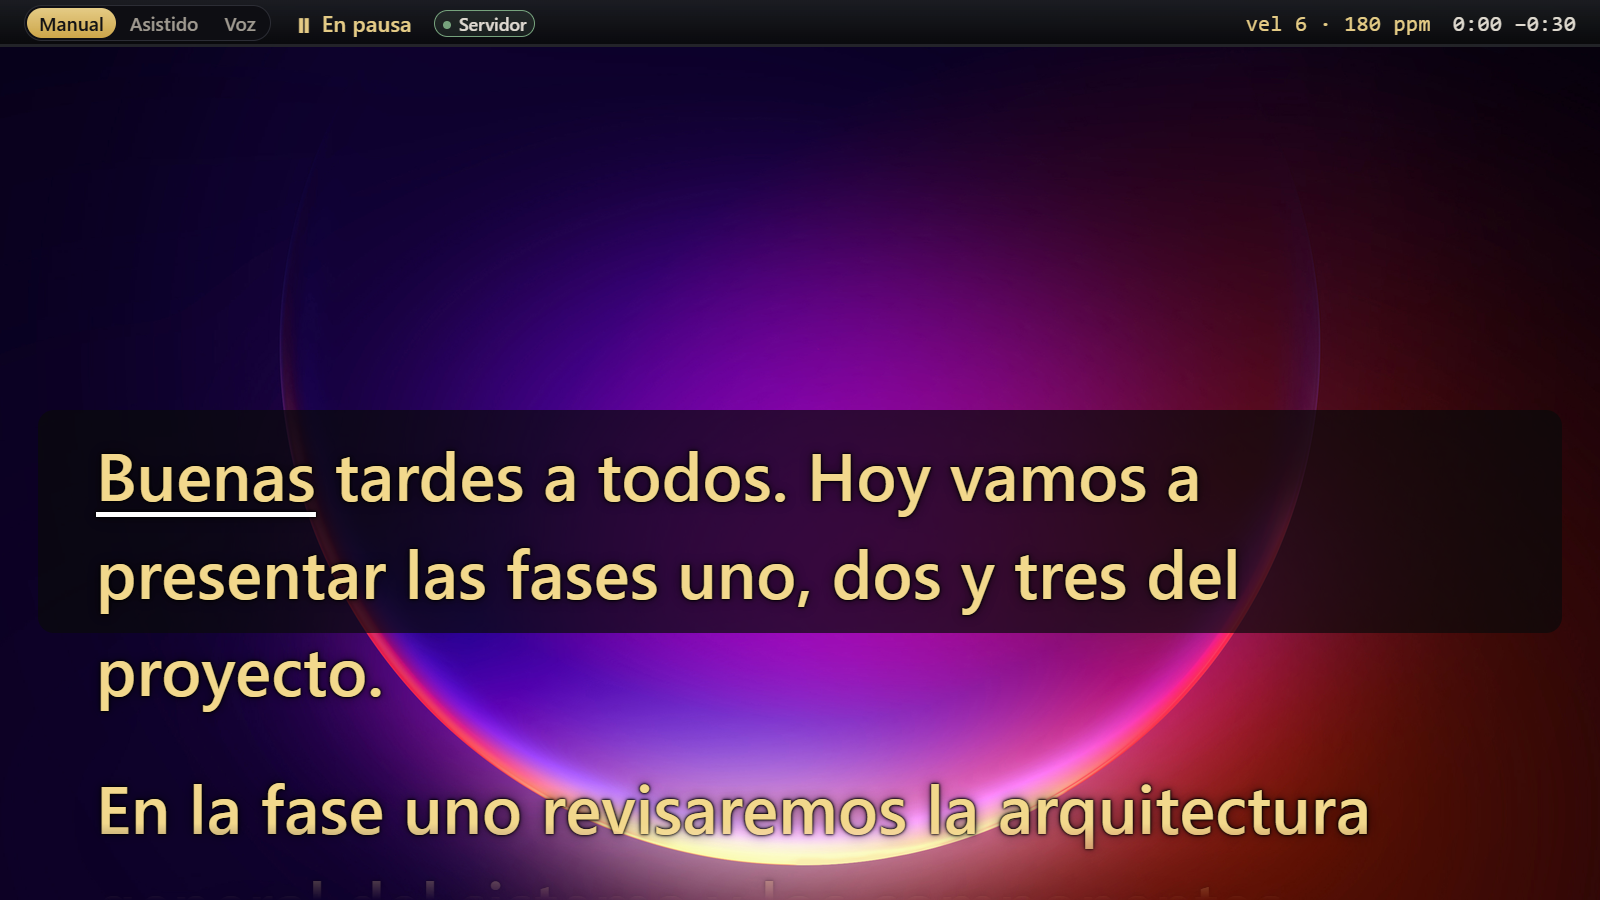 Manual Asistido Voz En pausa Servidor vel 6 · 180 ppm 0:00 −0:30
Buenas tardes a todos. Hoy vamos a
presentar las fases uno, dos y tres del
proyecto.
En la fase uno revisaremos la arquitectura